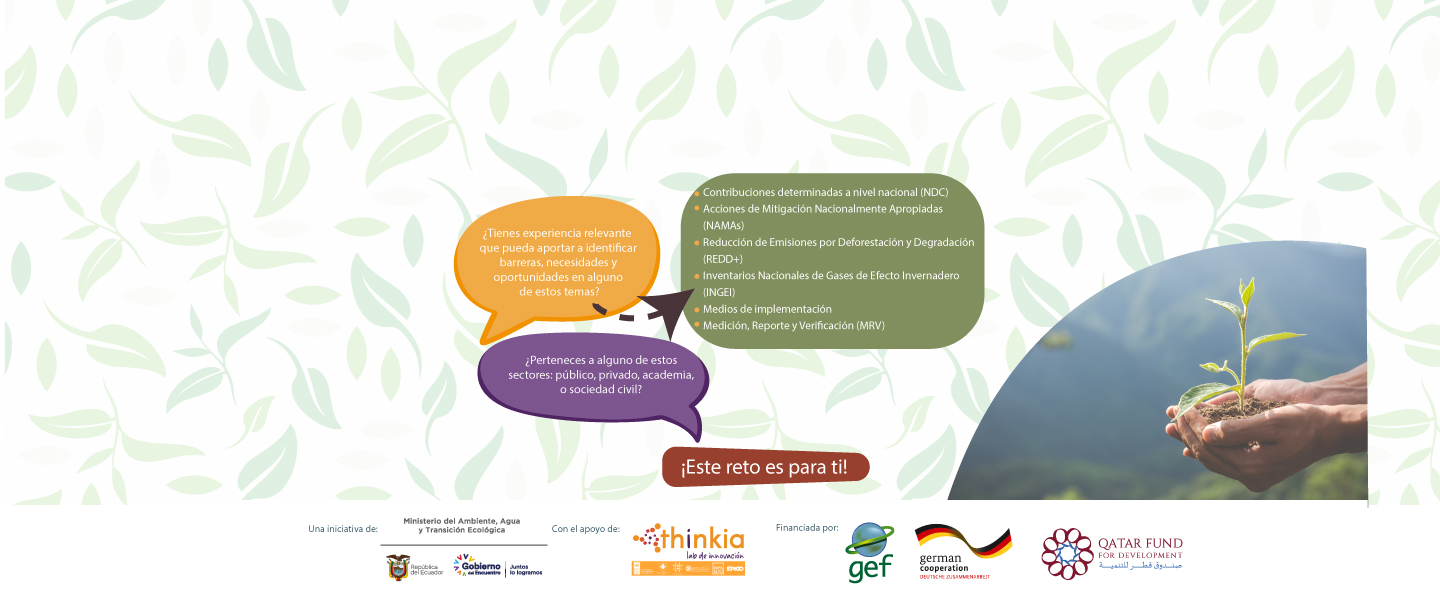 ¿Tienes experiencia relevante
que pueda aportar a identificar
barreras, necesidades y
oportunidades en alguno
de estos temas?
Contribuciones determinadas a nivel nacional (NDC)
Acciones de Mitigación Nacionalmente Apropiadas
(NAMAs)
Reducción de Emisiones por Deforestación y Degradación
(REDD+)
Inventarios Nacionales de Gases de Efecto Invernadero
(INGEI)
Medios de implementación
Medición, Reporte y Verificación (MRV)
¿Perteneces a alguno de estos
sectores: público, privado, academia,
o sociedad civil?
¡Este reto es para ti!
Una iniciativa de:
Ministerio del Ambiente, Agua
y Transición Ecológica
República
del Ecuador
Gobierno
del Encuentro
Juntos
lo logramos
Con el apoyo de:
thinkia
lab de innovación
Financiada por:
gef
german
cooperation
DEUTSCHE ZUSAMMENARBEIT
QATAR FUND
FOR DEVELOPMENT
صندوق قطر للتنمية